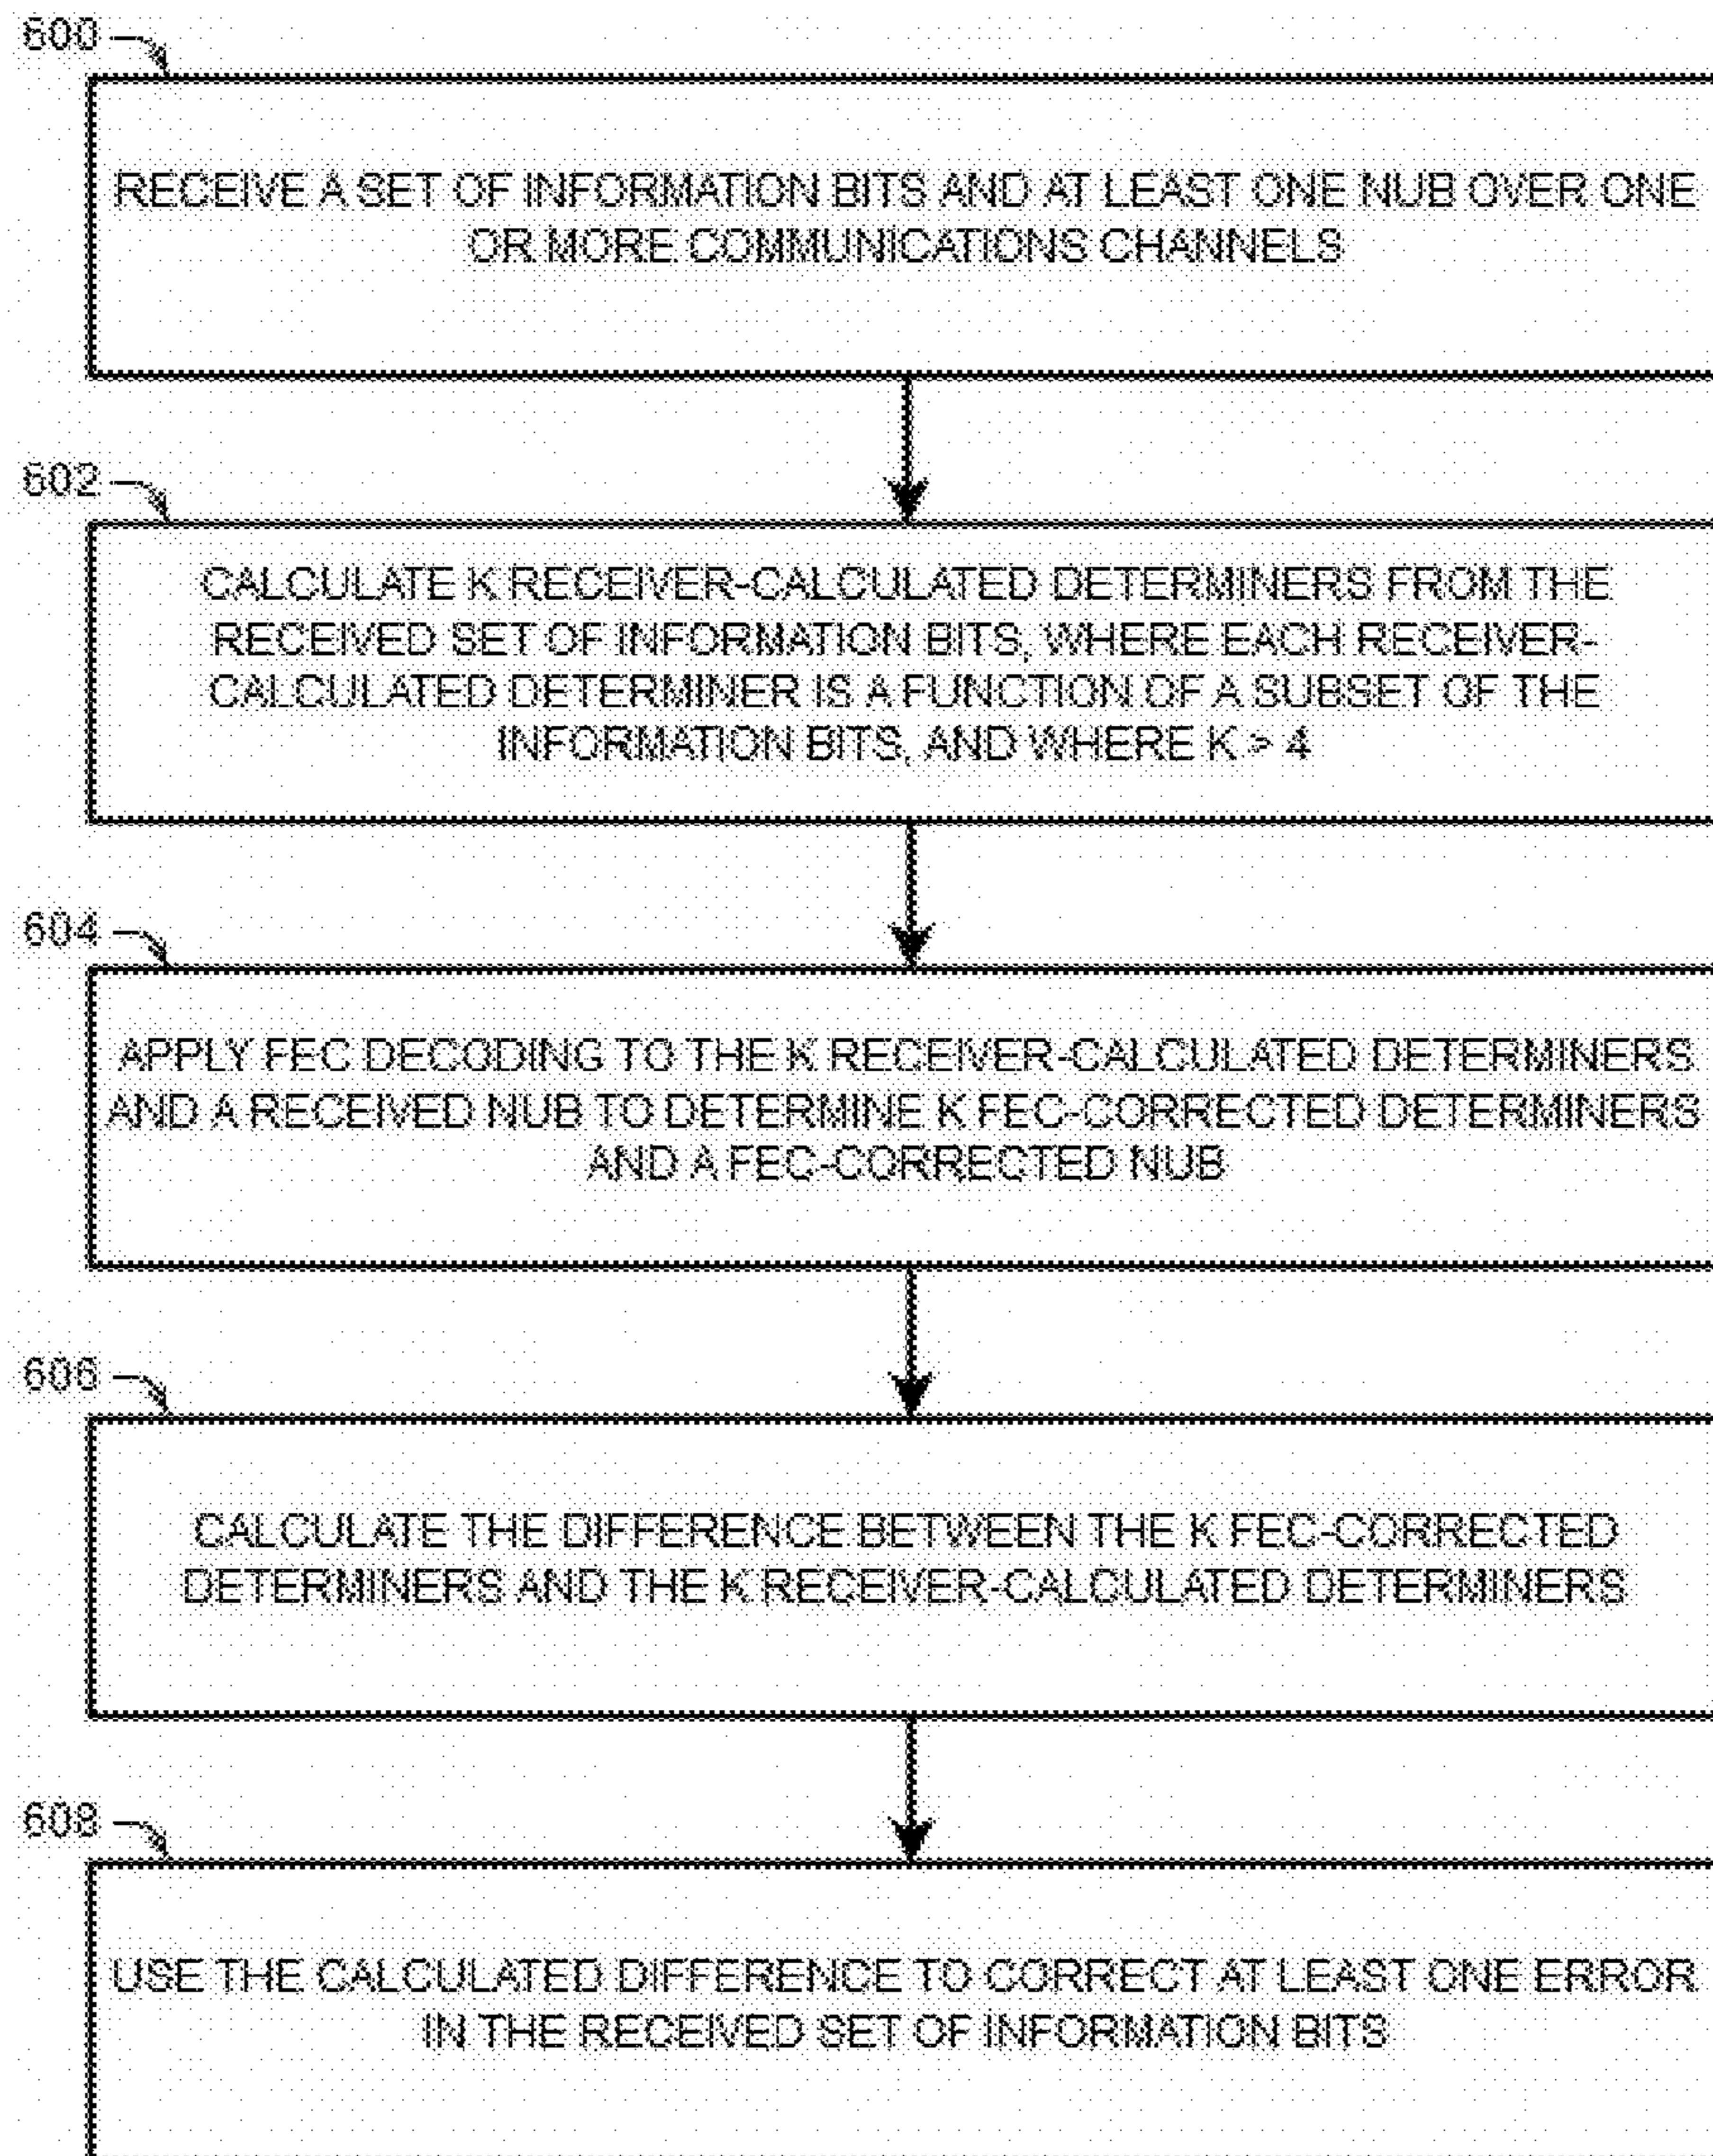 600
RECEIVE A SET OF INFORMATION BITS AND AT LEAST ONE NUB OVER ONE
OR MORE COMMUNICATIONS CHANNELS
602
CALCULATE K RECEIVER-CALCULATED DETERMINERS FROM THE
RECEIVED SET OF INFORMATION BITS, WHERE EACH RECEIVER-
CALCULATED DETERMINER IS A FUNCTION OF A SUBSET OF THE
INFORMATION BITS, AND WHERE K > 4
604
APPLY FEC DECODING TO THE K RECEIVER-CALCULATED DETERMINERS
AND A RECEIVED NUB TO DETERMINE K FEC-CORRECTED DETERMINERS
AND A FEC-CORRECTED NUB
606
CALCULATE THE DIFFERENCE BETWEEN THE K FEC-CORRECTED
DETERMINERS AND THE K RECEIVER-CALCULATED DETERMINERS
608
USE THE CALCULATED DIFFERENCE TO CORRECT AT LEAST ONE ERROR
IN THE RECEIVED SET OF INFORMATION BITS